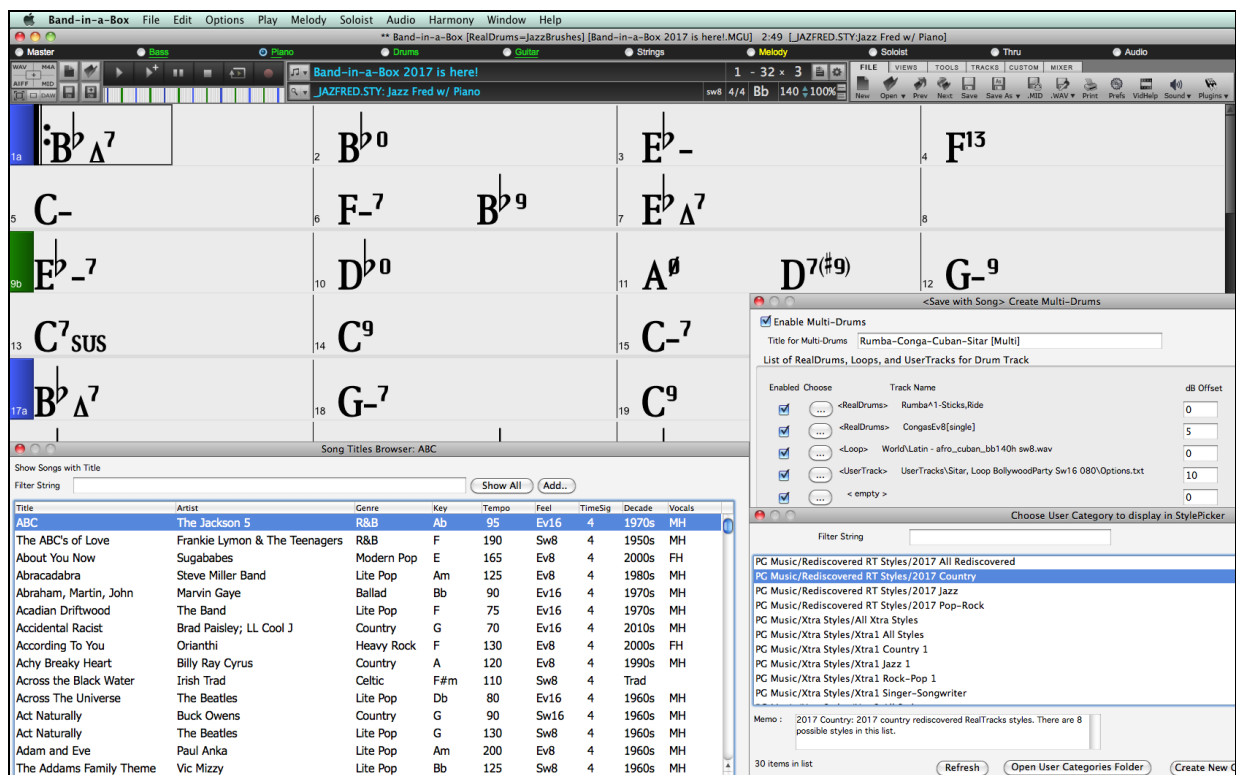 Band-in-a-Box File Edit Options Play Melody Soloist Audio Harmony Window Help
** Band-in-a-Box [RealDrums=JazzBrushes] [Band-in-a-Box 2017 is here!.MGU] 2:49 [_JAZFRED.STY:Jazz Fred w/ Piano]
Master Bass Piano Drums Guitar Strings Melody Soloist Thru Audio
WAV M4A
AIFF MID
DAW
Band-in-a-Box 2017 is here!
1 - 32 x 3
_JAZFRED.STY: Jazz Fred w/ Piano
sw8 4/4 Bb 140 100%
FILE VIEWS TOOLS TRACKS CUSTOM MIXER
New Open Prev Next Save Save As .MID .WAV Print Prefs VidHelp Sound Plugins
1a B♭Δ7 2 B♭0 3 E♭- 4 F13
5 C- 6 F-7 B♭9 7 E♭Δ7 8
9b E♭-7 10 D♭0 11 AØ D7(#9) 12 G-9
13 C7sus 14 C9 15 C-7
17a B♭Δ7 18 G-7 19 C9
<Save with Song> Create Multi-Drums
Enable Multi-Drums
Title for Multi-Drums Rumba-Conga-Cuban-Sitar [Multi]
List of RealDrums, Loops, and UserTracks for Drum Track
Enabled Choose Track Name dB Offset
... <RealDrums> Rumba^1-Sticks,Ride 0
... <RealDrums> CongasEv8[single] 5
... <Loop> World\Latin - afro_cuban_bb140h sw8.wav 0
... <UserTrack> UserTracks\Sitar, Loop BollywoodParty Sw16 080\Options.txt 10
... < empty > 0
Song Titles Browser: ABC
Show Songs with Title
Filter String Show All Add..
Title Artist Genre Key Tempo Feel TimeSig Decade Vocals
ABC The Jackson 5 R&B Ab 95 Ev16 4 1970s MH
The ABC's of Love Frankie Lymon & The Teenagers R&B F 190 Sw8 4 1950s MH
About You Now Sugababes Modern Pop E 165 Ev8 4 2000s FH
Abracadabra Steve Miller Band Lite Pop Am 125 Ev8 4 1980s MH
Abraham, Martin, John Marvin Gaye Ballad Bb 90 Ev16 4 1970s MH
Acadian Driftwood The Band Lite Pop F 75 Ev16 4 1970s MH
Accidental Racist Brad Paisley; LL Cool J Country G 70 Ev16 4 2010s MH
According To You Orianthi Heavy Rock F 130 Ev8 4 2000s FH
Achy Breaky Heart Billy Ray Cyrus Country A 120 Ev8 4 1990s MH
Across the Black Water Irish Trad Celtic F#m 110 Sw8 4 Trad
Across The Universe The Beatles Lite Pop Db 80 Ev16 4 1960s MH
Act Naturally Buck Owens Country G 90 Sw16 4 1960s MH
Act Naturally The Beatles Lite Pop G 130 Sw8 4 1960s MH
Adam and Eve Paul Anka Lite Pop Am 200 Ev8 4 1960s MH
The Addams Family Theme Vic Mizzy Lite Pop Bb 125 Sw8 4 1960s MH
Choose User Category to display in StylePicker
Filter String
PG Music/Rediscovered RT Styles/2017 All Rediscovered
PG Music/Rediscovered RT Styles/2017 Country
PG Music/Rediscovered RT Styles/2017 Jazz
PG Music/Rediscovered RT Styles/2017 Pop-Rock
PG Music/Xtra Styles/All Xtra Styles
PG Music/Xtra Styles/Xtra1 All Styles
PG Music/Xtra Styles/Xtra1 Country 1
PG Music/Xtra Styles/Xtra1 Jazz 1
PG Music/Xtra Styles/Xtra1 Rock-Pop 1
PG Music/Xtra Styles/Xtra1 Singer-Songwriter
Memo : 2017 Country: 2017 country rediscovered RealTracks styles. There are 8
possible styles in this list.
30 items in list
Refresh Open User Categories Folder Create New C